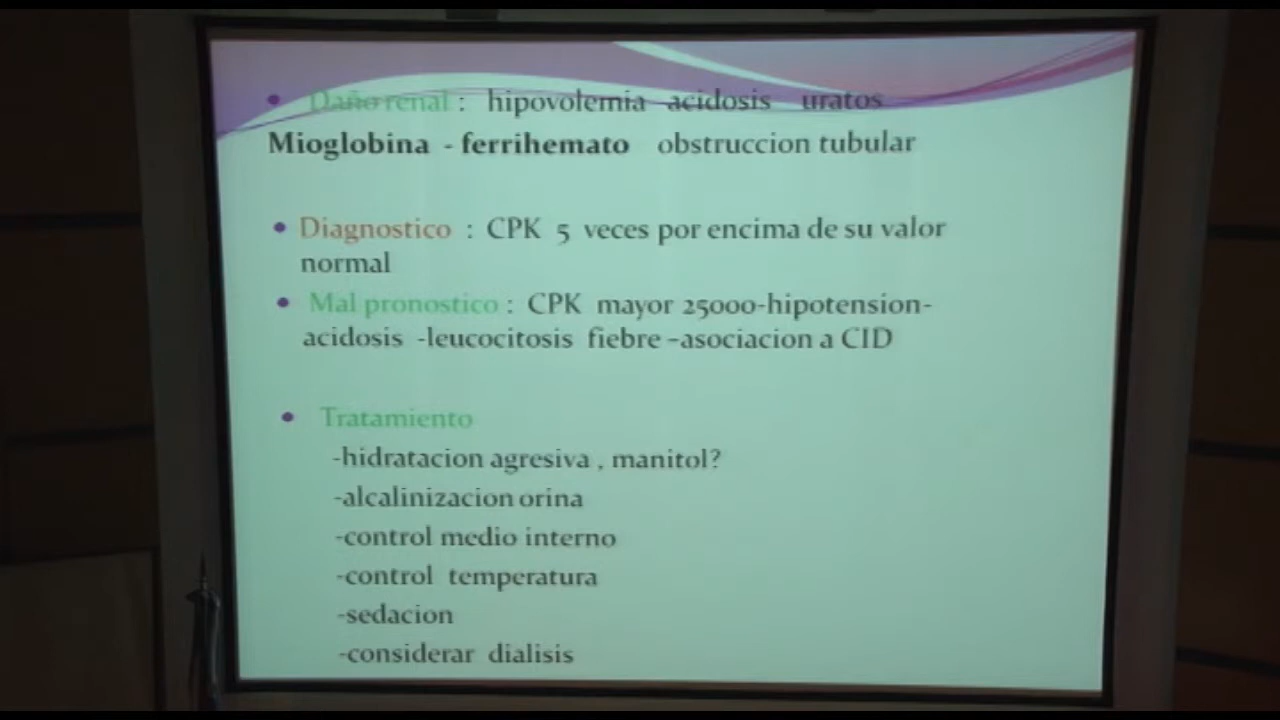 • Daño renal : hipovolemia acidosis uratos
Mioglobina - ferrihemato obstruccion tubular
• Diagnostico : CPK 5 veces por encima de su valor
normal
• Mal pronostico : CPK mayor 25000-hipotension-
acidosis -leucocitosis fiebre -asociacion a CID
• Tratamiento
-hidratacion agresiva , manitol?
-alcalinizacion orina
-control medio interno
-control temperatura
-sedacion
-considerar dialisis